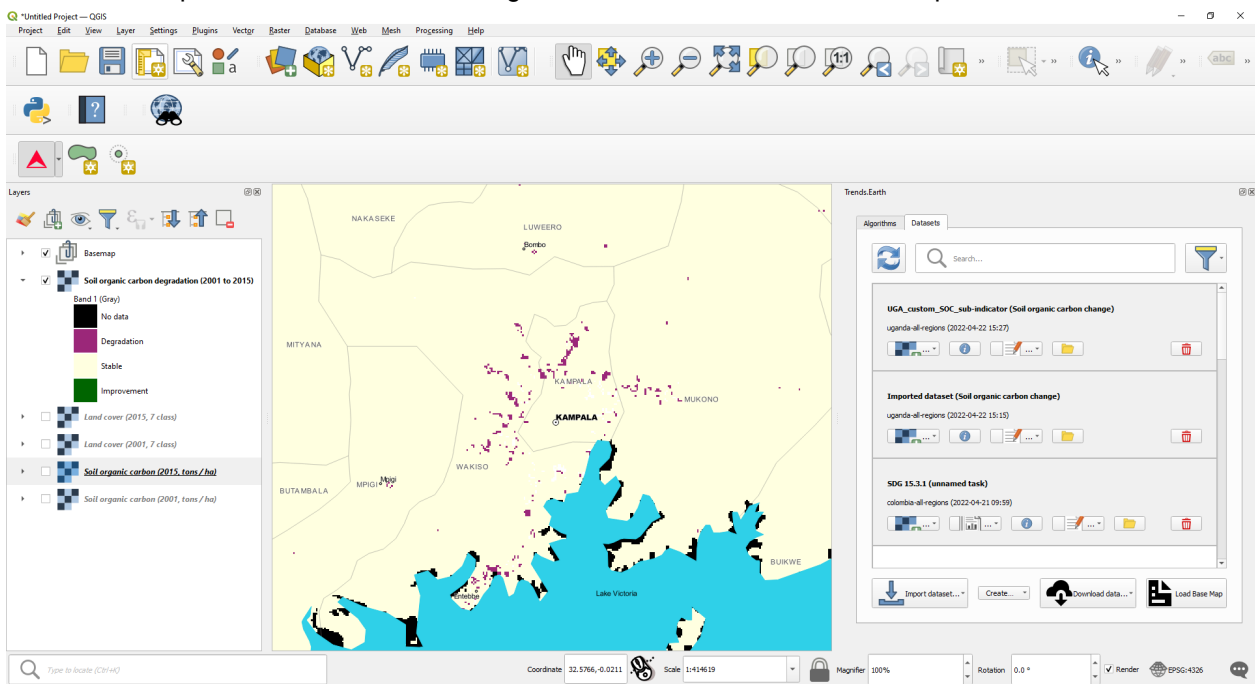 *Untitled Project — QGIS
Project Edit View Layer Settings Plugins Vector Raster Database Web Mesh Processing Help
Layers
Basemap
Soil organic carbon degradation (2001 to 2015)
Band 1 (Gray)
No data
Degradation
Stable
Improvement
Land cover (2015, 7 class)
Land cover (2001, 7 class)
Soil organic carbon (2015, tons / ha)
Soil organic carbon (2001, tons / ha)
NAKASEKE
LUWEERO
Bombo
MITYANA
KAMPALA
MUKONO
KAMPALA
WAKISO
Mpigi
MPIGI
BUTAMBALA
BUIKWE
Entebbe
Lake Victoria
Trends.Earth
Algorithms Datasets
Search...
UGA_custom_SOC_sub-indicator (Soil organic carbon change)
uganda-all-regions (2022-04-22 15:27)
Imported dataset (Soil organic carbon change)
uganda-all-regions (2022-04-22 15:15)
SDG 15.3.1 (unnamed task)
colombia-all-regions (2022-04-21 09:59)
Import dataset... Create... Download data... Load Base Map
Type to locate (Ctrl+K) Coordinate 32.5766,-0.0211 Scale 1:414619 Magnifier 100% Rotation 0.0 ° Render EPSG:4326